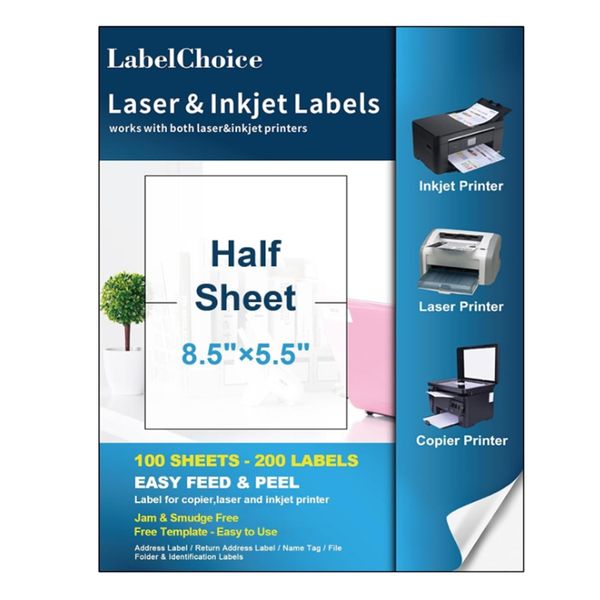 LabelChoice
Laser & Inkjet Labels
works with both laser&inkjet printers
Inkjet Printer
Half
Sheet
8.5"×5.5"
Laser Printer
Copier Printer
100 SHEETS - 200 LABELS
EASY FEED & PEEL
Label for copier,laser and inkjet printer
Jam & Smudge Free
Free Template - Easy to Use
Address Label / Return Address Label / Name Tag / File
Folder & Identification Labels